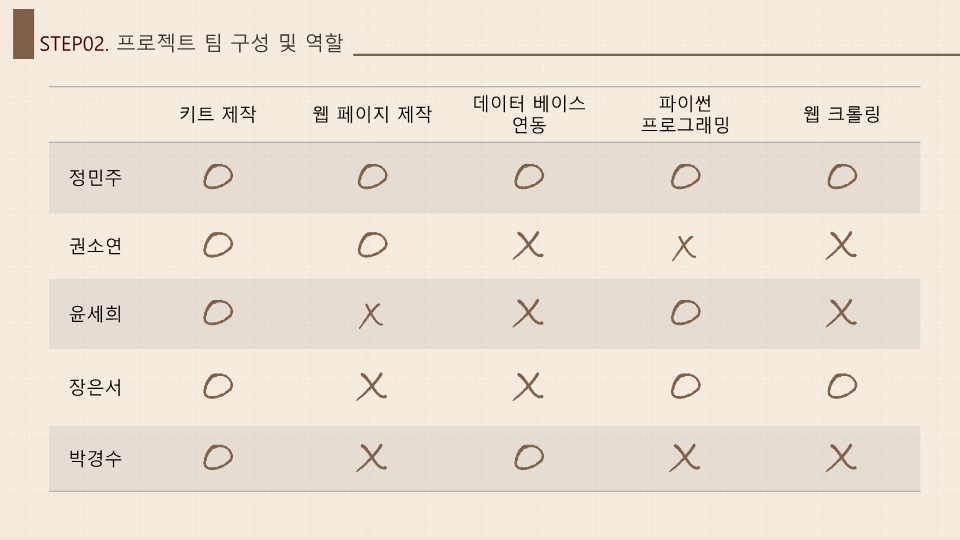 STEP02. 프로젝트 팀 구성 및 역할
키트 제작 웹 페이지 제작 데이터 베이스 연동 파이썬 프로그래밍 웹 크롤링
정민주 O O O O O
권소연 O O X X X
윤세희 O X X O X
장은서 O X X O O
박경수 O X O X X